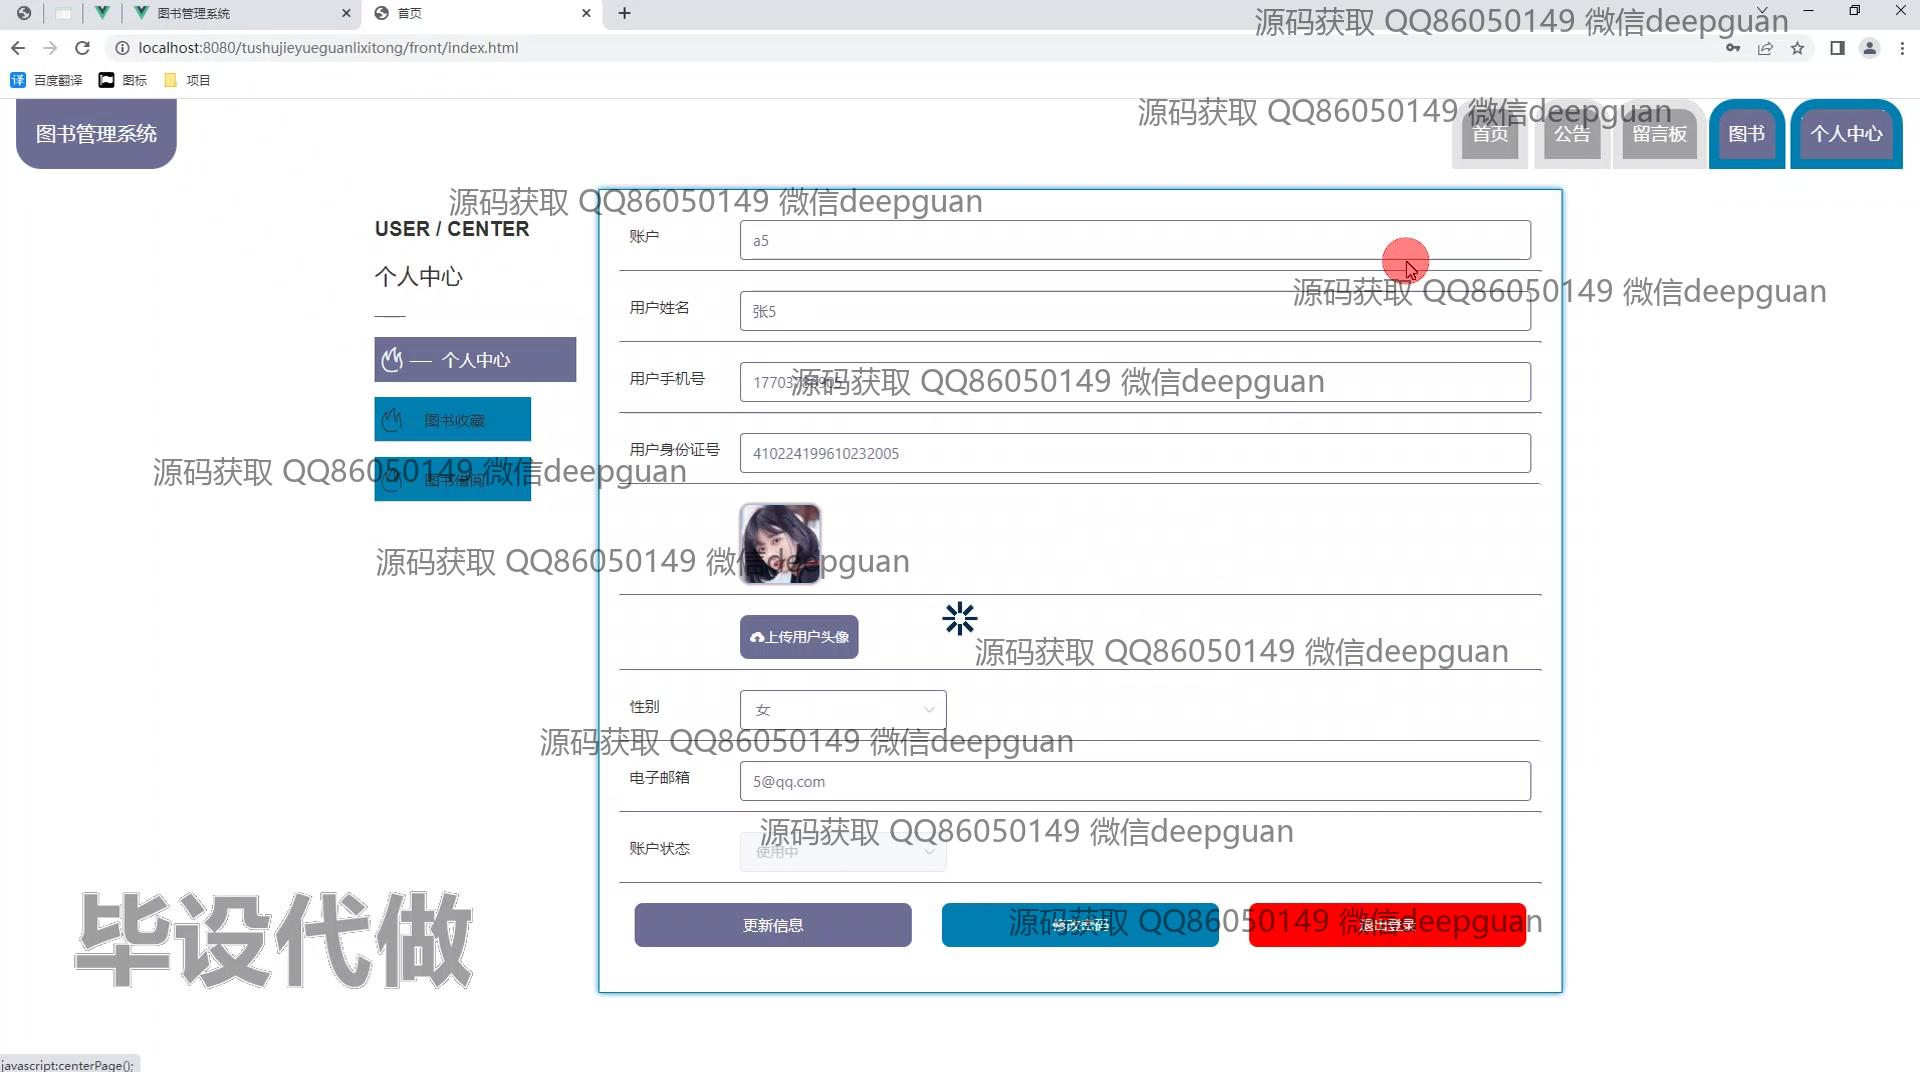 图书管理系统
首页
源码获取 QQ86050149 微信deepguan
localhost:8080/tushujieyueguanlixitong/front/index.html
百度翻译
图标
项目
源码获取 QQ86050149 微信deepguan
图书管理系统
首页
公告
留言板
图书
个人中心
源码获取 QQ86050149 微信deepguan
USER / CENTER
账户
a5
个人中心
源码获取 QQ86050149 微信deepguan
用户姓名
张5
个人中心
用户手机号
源码获取 QQ86050149 微信deepguan
图书收藏
用户身份证号
410224199610232005
源码获取 QQ86050149 微信deepguan
图书借阅
源码获取 QQ86050149 微信deepguan
上传用户头像
源码获取 QQ86050149 微信deepguan
性别
女
源码获取 QQ86050149 微信deepguan
电子邮箱
5@qq.com
源码获取 QQ86050149 微信deepguan
账户状态
使用中
更新信息
修改密码
退出登录
源码获取 QQ86050149 微信deepguan
毕设代做
javascript:centerPage();